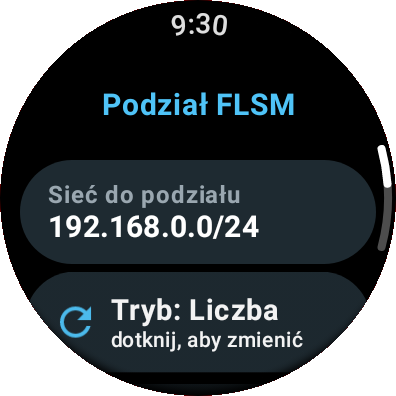 9:30
Podział FLSM
Sieć do podziału
192.168.0.0/24
Tryb: Liczba
dotknij, aby zmienić